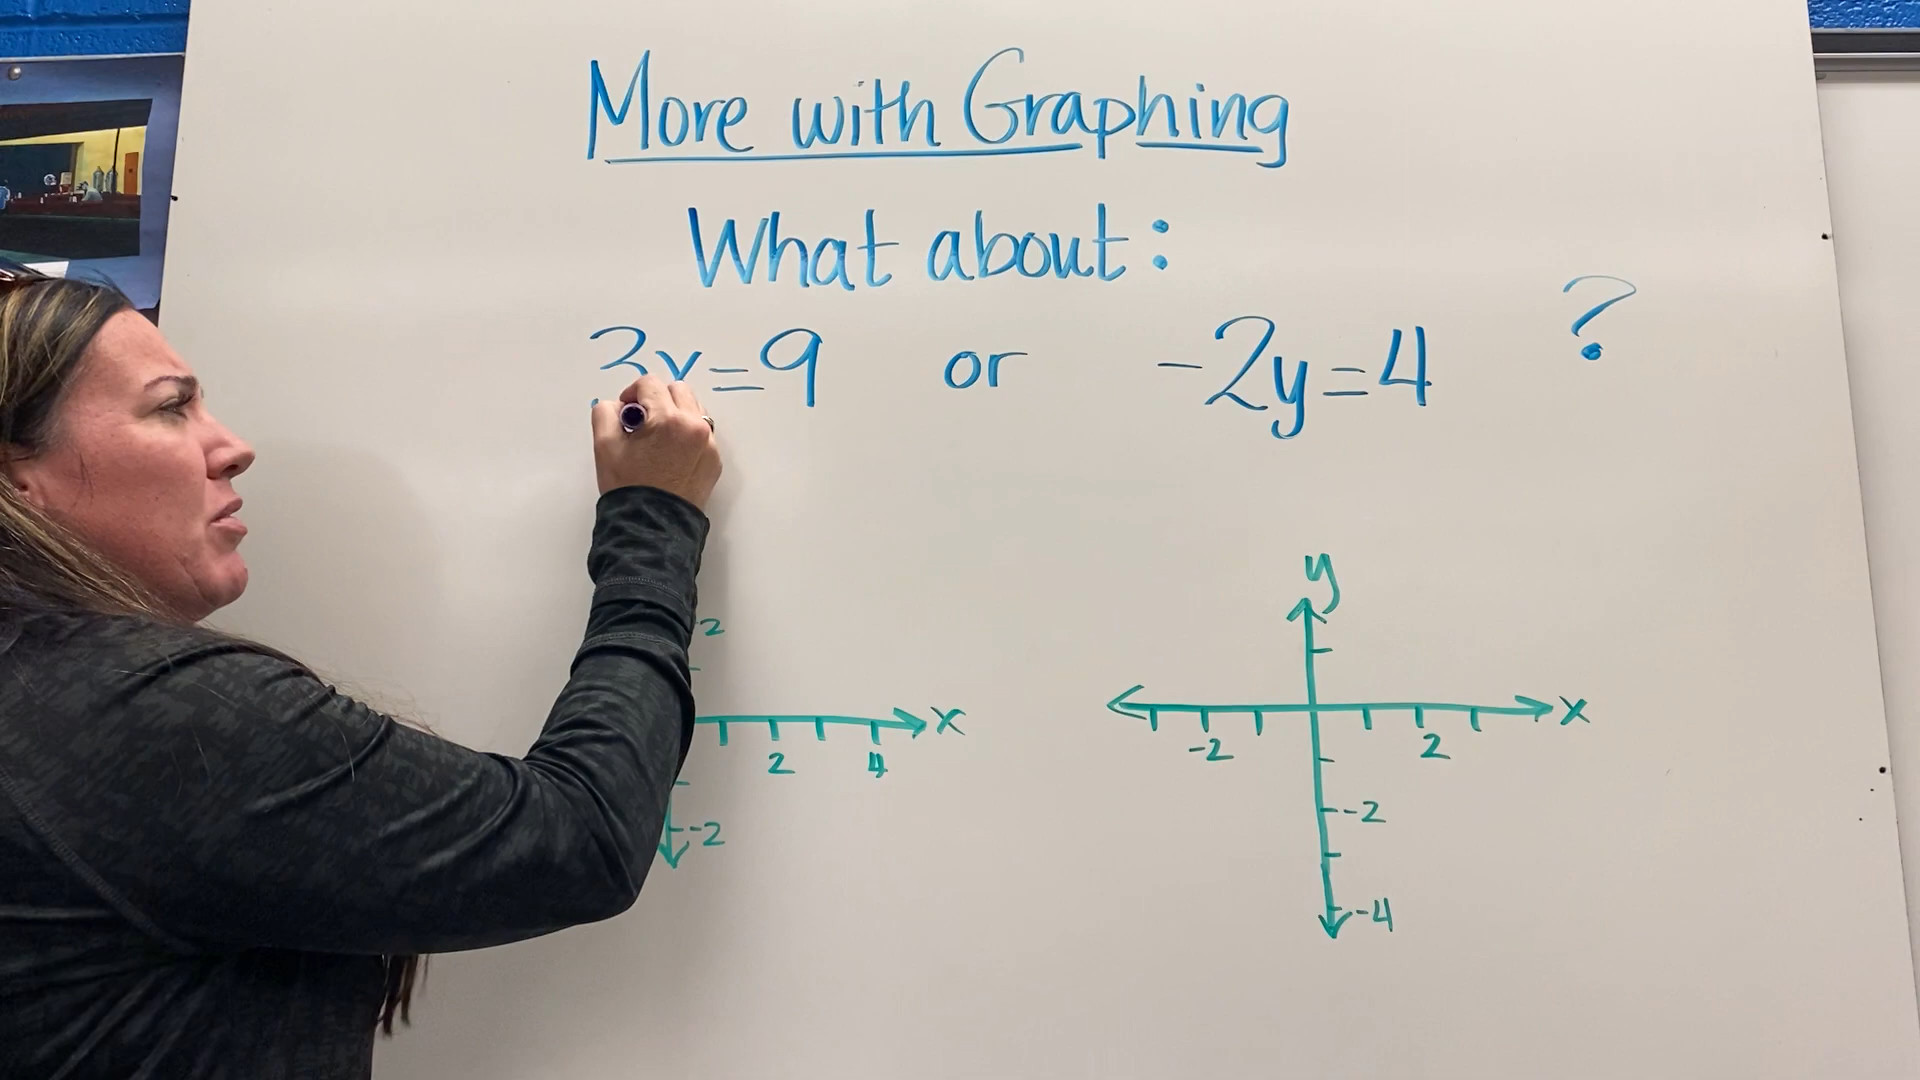 More with Graphing
What about:
3x=9 or -2y=4 ?
y
2
x
x
2 4
-2 2
-2
-2
-4